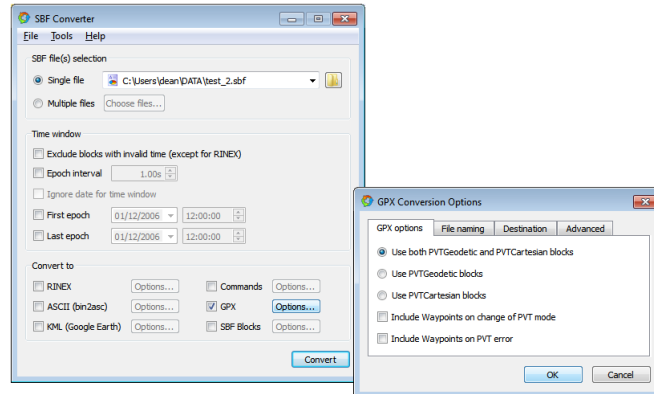 SBF Converter
File Tools Help
SBF file(s) selection
Single file C:\Users\dean\DATA\test_2.sbf
Multiple files Choose files...
Time window
Exclude blocks with invalid time (except for RINEX)
Epoch interval 1.00s
Ignore date for time window
First epoch 01/12/2006 12:00:00
Last epoch 01/12/2006 12:00:00
Convert to
RINEX Options... Commands Options...
ASCII (bin2asc) Options... GPX Options...
KML (Google Earth) Options... SBF Blocks Options...
Convert
GPX Conversion Options
GPX options File naming Destination Advanced
Use both PVTGeodetic and PVTCartesian blocks
Use PVTGeodetic blocks
Use PVTCartesian blocks
Include Waypoints on change of PVT mode
Include Waypoints on PVT error
OK Cancel